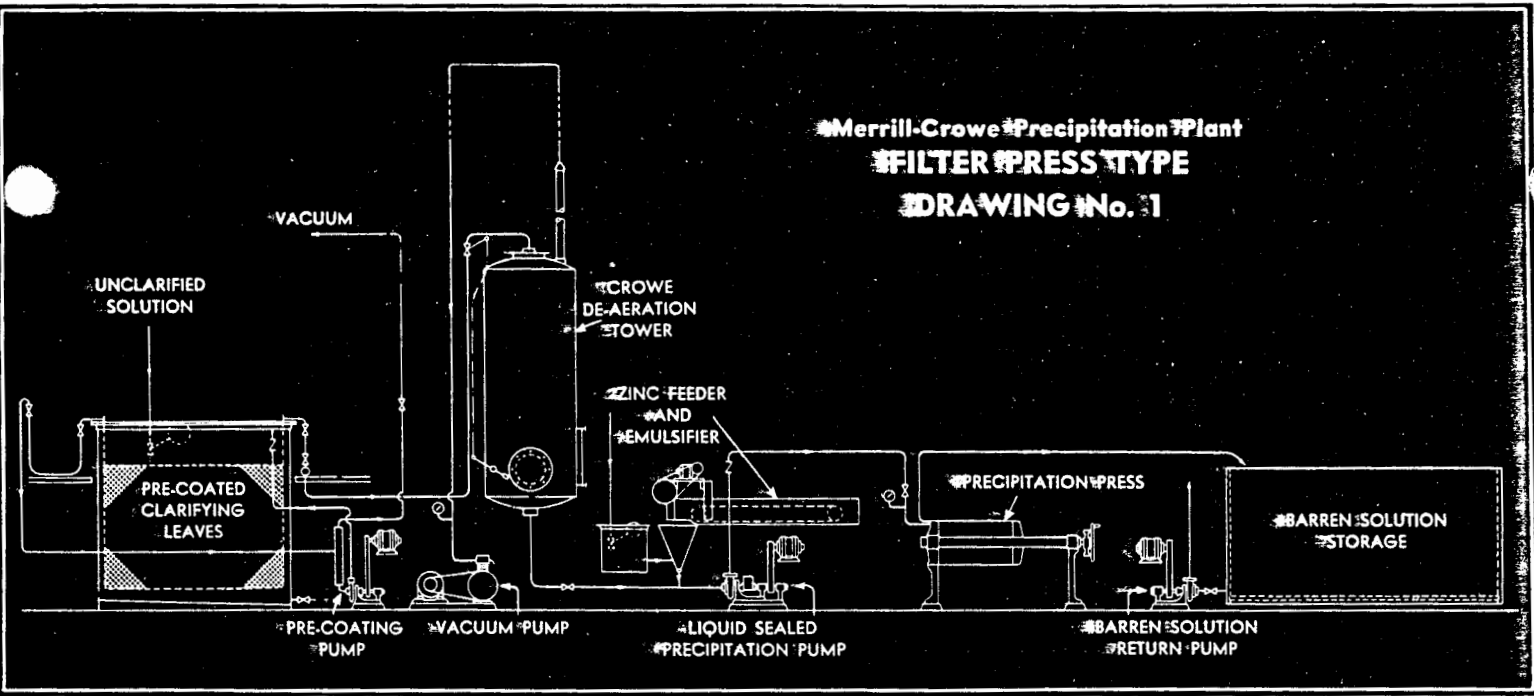 Merrill-Crowe Precipitation Plant
FILTER PRESS TYPE
DRAWING No. 1
VACUUM
UNCLARIFIED
SOLUTION
CROWE
DE-AERATION
TOWER
ZINC FEEDER
AND
EMULSIFIER
PRE-COATED
CLARIFYING
LEAVES
PRECIPITATION PRESS
BARREN SOLUTION
STORAGE
PRE-COATING
PUMP
VACUUM PUMP
LIQUID SEALED
PRECIPITATION PUMP
BARREN SOLUTION
RETURN PUMP